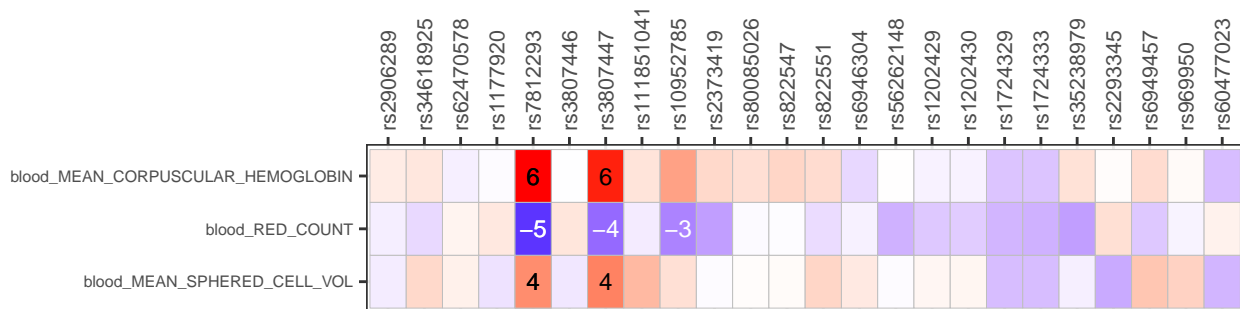 rs2906289
rs34618925
rs62470578
rs1177920
rs7812293
rs3807446
rs3807447
rs111851041
rs10952785
rs2373419
rs80085026
rs822547
rs822551
rs6946304
rs56262148
rs1202429
rs1202430
rs1724329
rs1724333
rs35238979
rs2293345
rs6949457
rs969950
rs60477023
blood_MEAN_CORPUSCULAR_HEMOGLOBIN
6
6
blood_RED_COUNT
−5
−4
−3
blood_MEAN_SPHERED_CELL_VOL
4
4